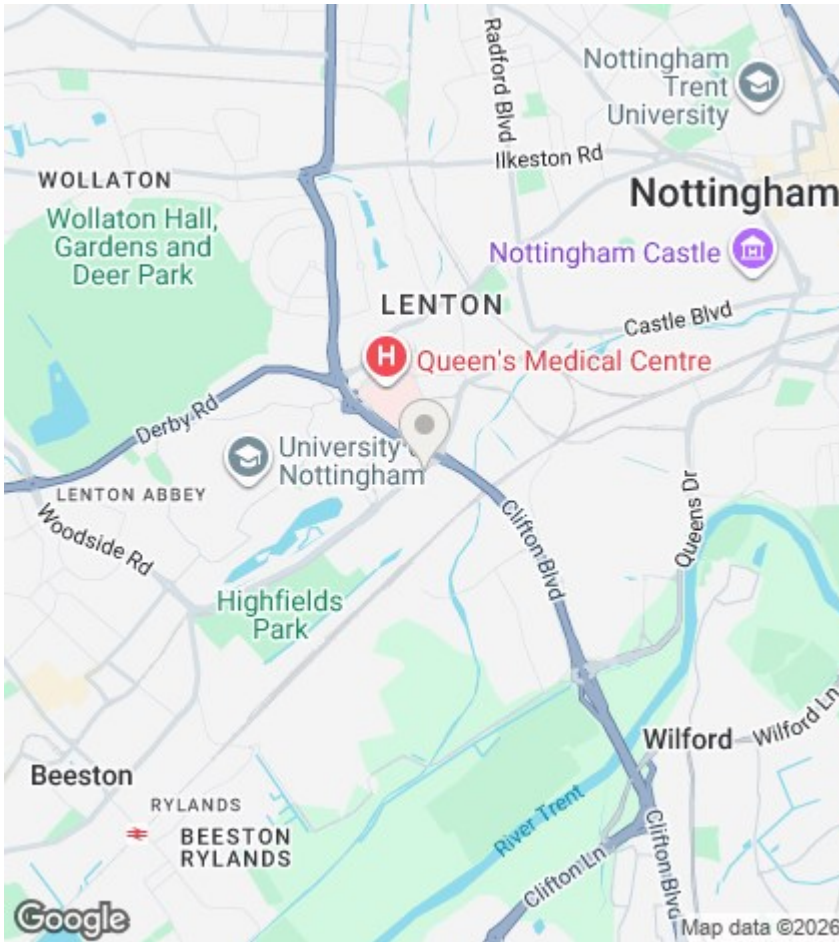 Radford Blvd
Nottingham
Trent
University
Ilkeston Rd
WOLLATON
Wollaton Hall,
Gardens and
Deer Park
Nottingham
Nottingham Castle
LENTON
Castle Blvd
H
Queen's Medical Centre
Derby Rd
University
Nottingham
LENTON ABBEY
Woodside Rd
Clifton Blvd
Queens Dr
Highfields
Park
Wilford
Wilford Ln
Beeston
RYLANDS
BEESTON
RYLANDS
River Trent
Clifton Ln
Clifton Blvd
Google
Map data ©2026